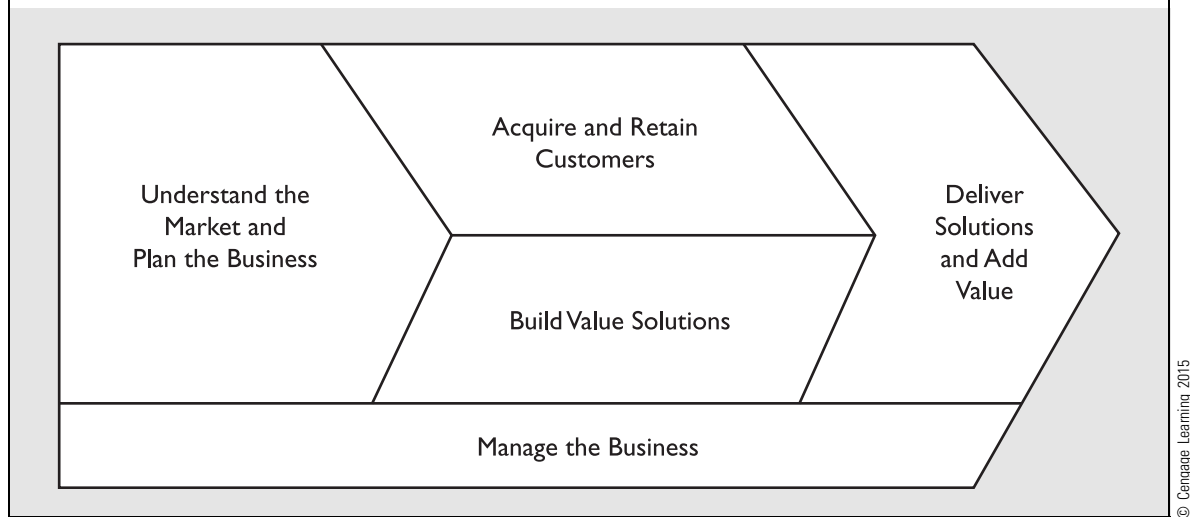 Understand the
Market and
Plan the Business
Acquire and Retain
Customers
Build Value Solutions
Deliver
Solutions
and Add
Value
Manage the Business
© Cengage Learning 2015